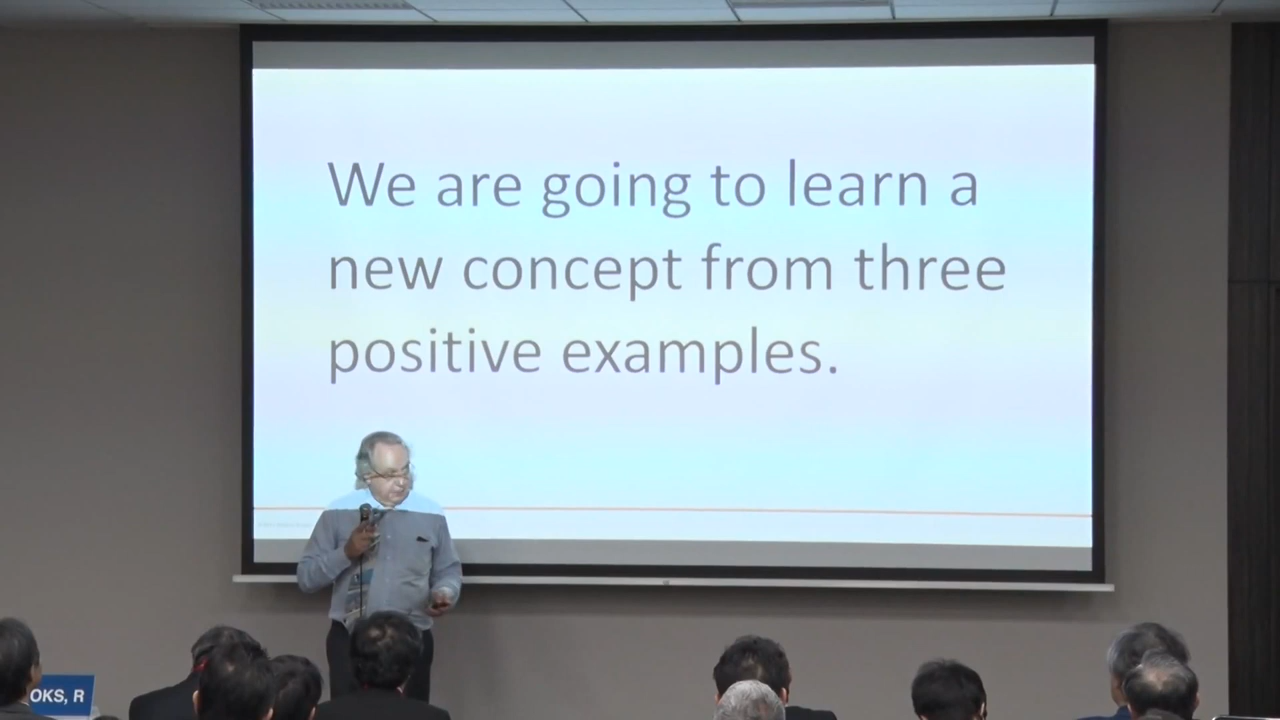 We are going to learn a
new concept from three
positive examples.
OKS, R